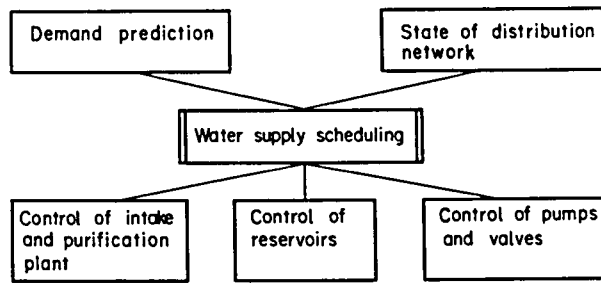 Demand prediction
State of distribution
network
Water supply scheduling
Control of intake
and purification
plant
Control of
reservoirs
Control of pumps
and valves